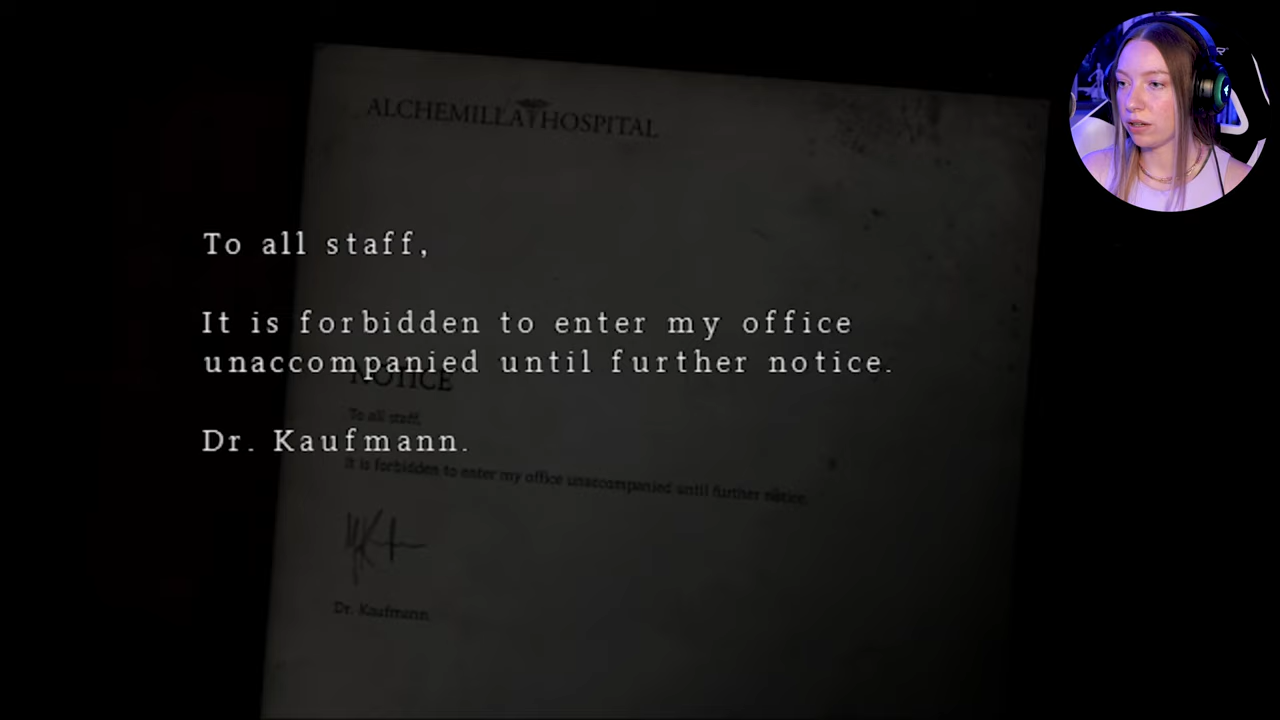 ALCHEMILLA HOSPITAL
To all staff,
It is forbidden to enter my office
unaccompanied until further notice.
Dr. Kaufmann.
NOTICE
To all staff,
It is forbidden to enter my office unaccompanied until further notice.
Dr. Kaufmann